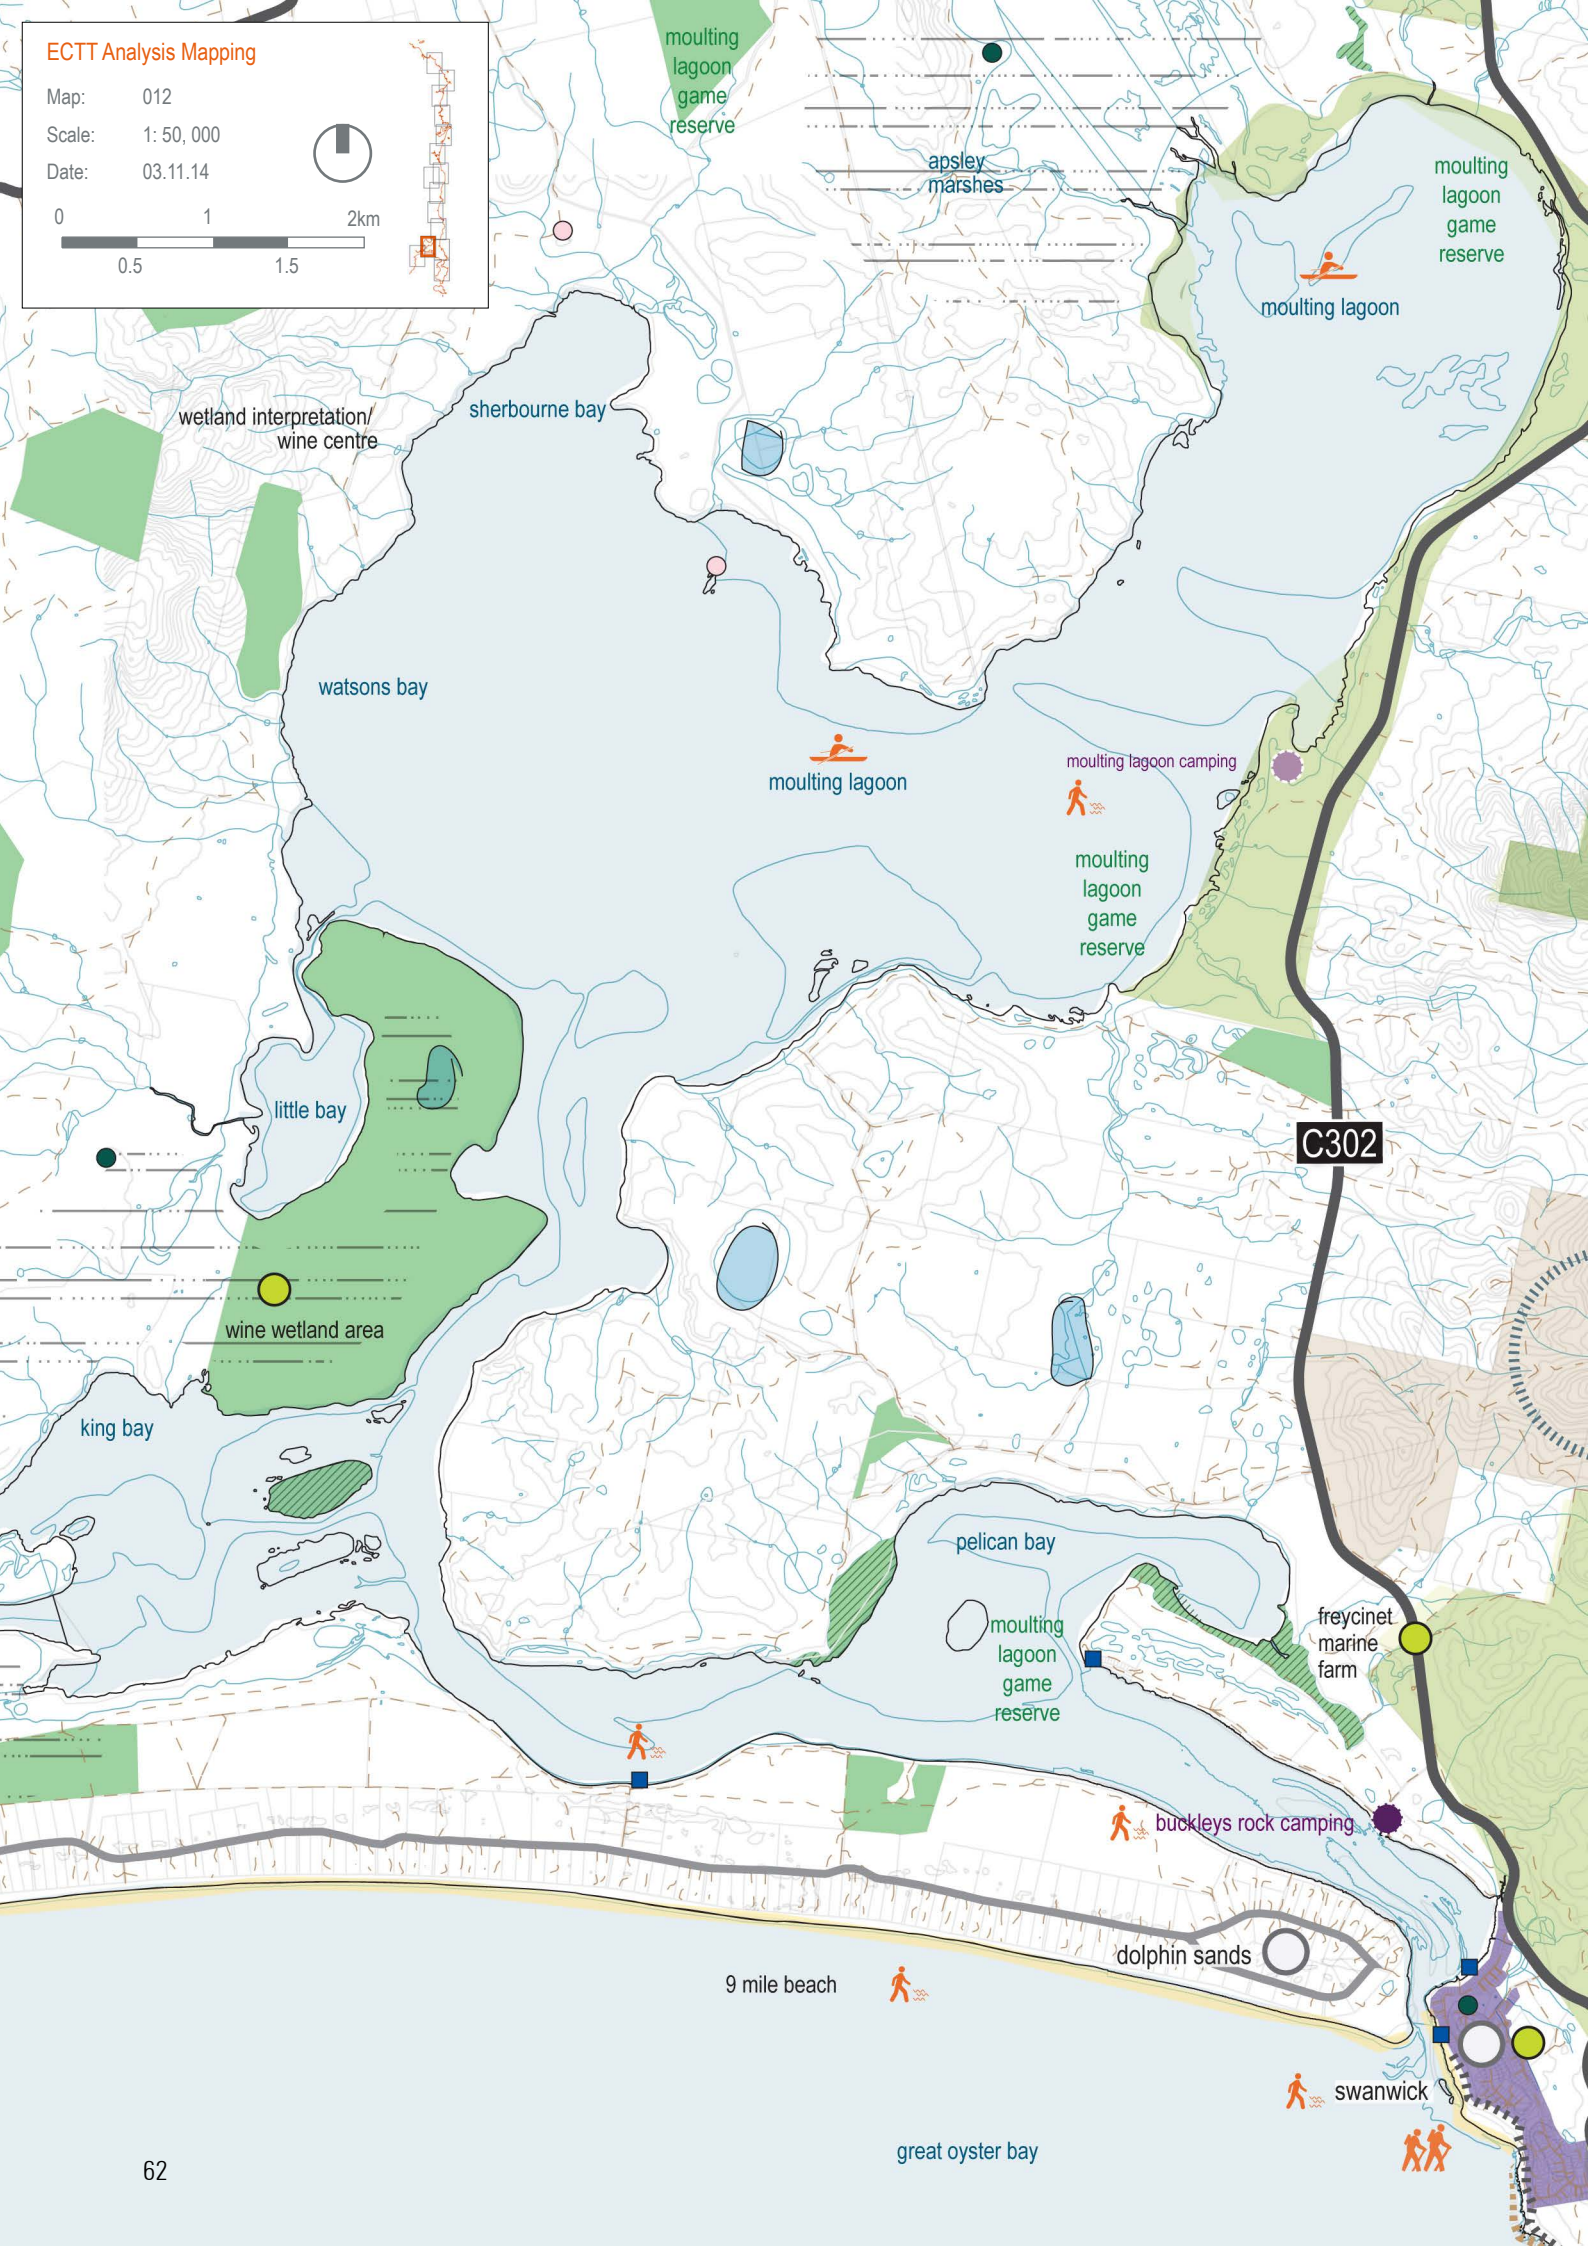 ECTT Analysis Mapping
Map: 012
Scale: 1: 50, 000
Date: 03.11.14
0 1 2km
0.5 1.5
moulting
lagoon
game
reserve
apsley
marshes
moulting
lagoon
game
reserve
moulting lagoon
wetland interpretation/
wine centre
sherbourne bay
watsons bay
moulting lagoon
moulting lagoon camping
moulting
lagoon
game
reserve
little bay
C302
wine wetland area
king bay
pelican bay
moulting
lagoon
game
reserve
freycinet
marine
farm
buckleys rock camping
dolphin sands
9 mile beach
swanwick
great oyster bay
62